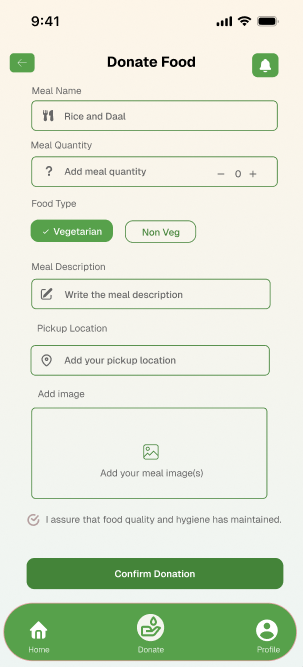 9:41
Donate Food
Meal Name
Rice and Daal
Meal Quantity
? Add meal quantity − 0 +
Food Type
✓ Vegetarian Non Veg
Meal Description
Write the meal description
Pickup Location
Add your pickup location
Add image
Add your meal image(s)
I assure that food quality and hygiene has maintained.
Confirm Donation
Home Donate Profile